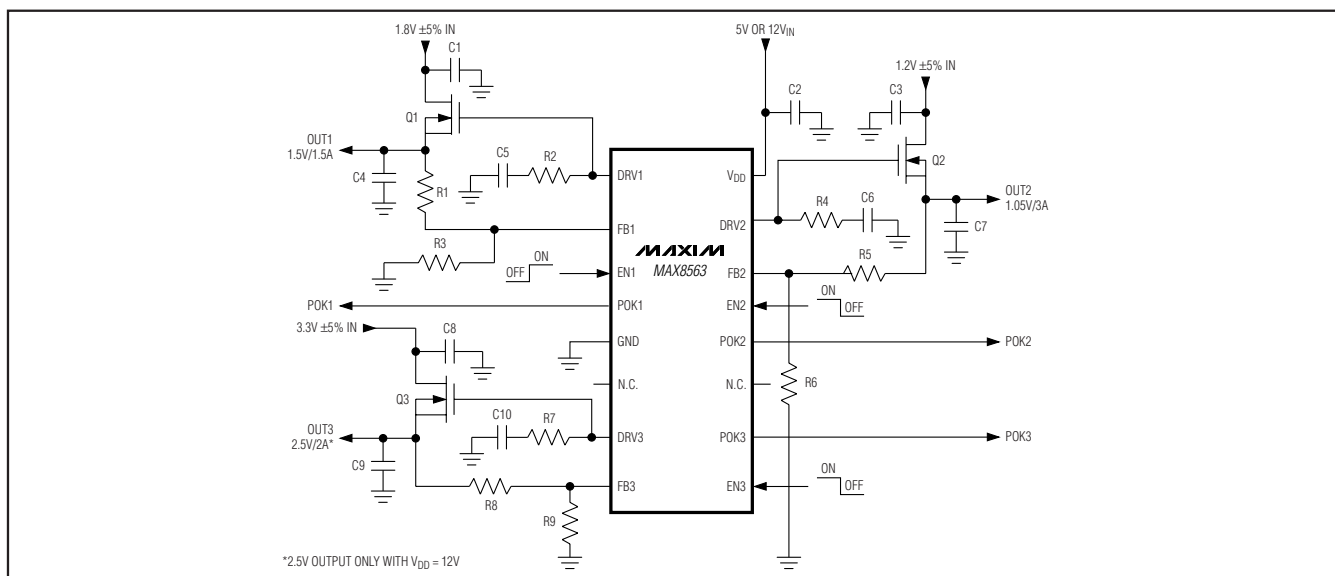 1.8V ±5% IN
C1
Q1
OUT1
1.5V/1.5A
C4
R1
C5
R2
R3
OFF
ON
POK1
3.3V ±5% IN
C8
Q3
OUT3
2.5V/2A*
C9
C10
R7
R8
R9
*2.5V OUTPUT ONLY WITH VDD = 12V
DRV1
FB1
EN1
POK1
GND
N.C.
DRV3
FB3
MAXIM
MAX8563
VDD
DRV2
FB2
EN2
POK2
N.C.
POK3
EN3
5V OR 12VIN
C2
1.2V ±5% IN
C3
Q2
OUT2
1.05V/3A
R4
C6
C7
R5
ON
OFF
POK2
R6
POK3
ON
OFF